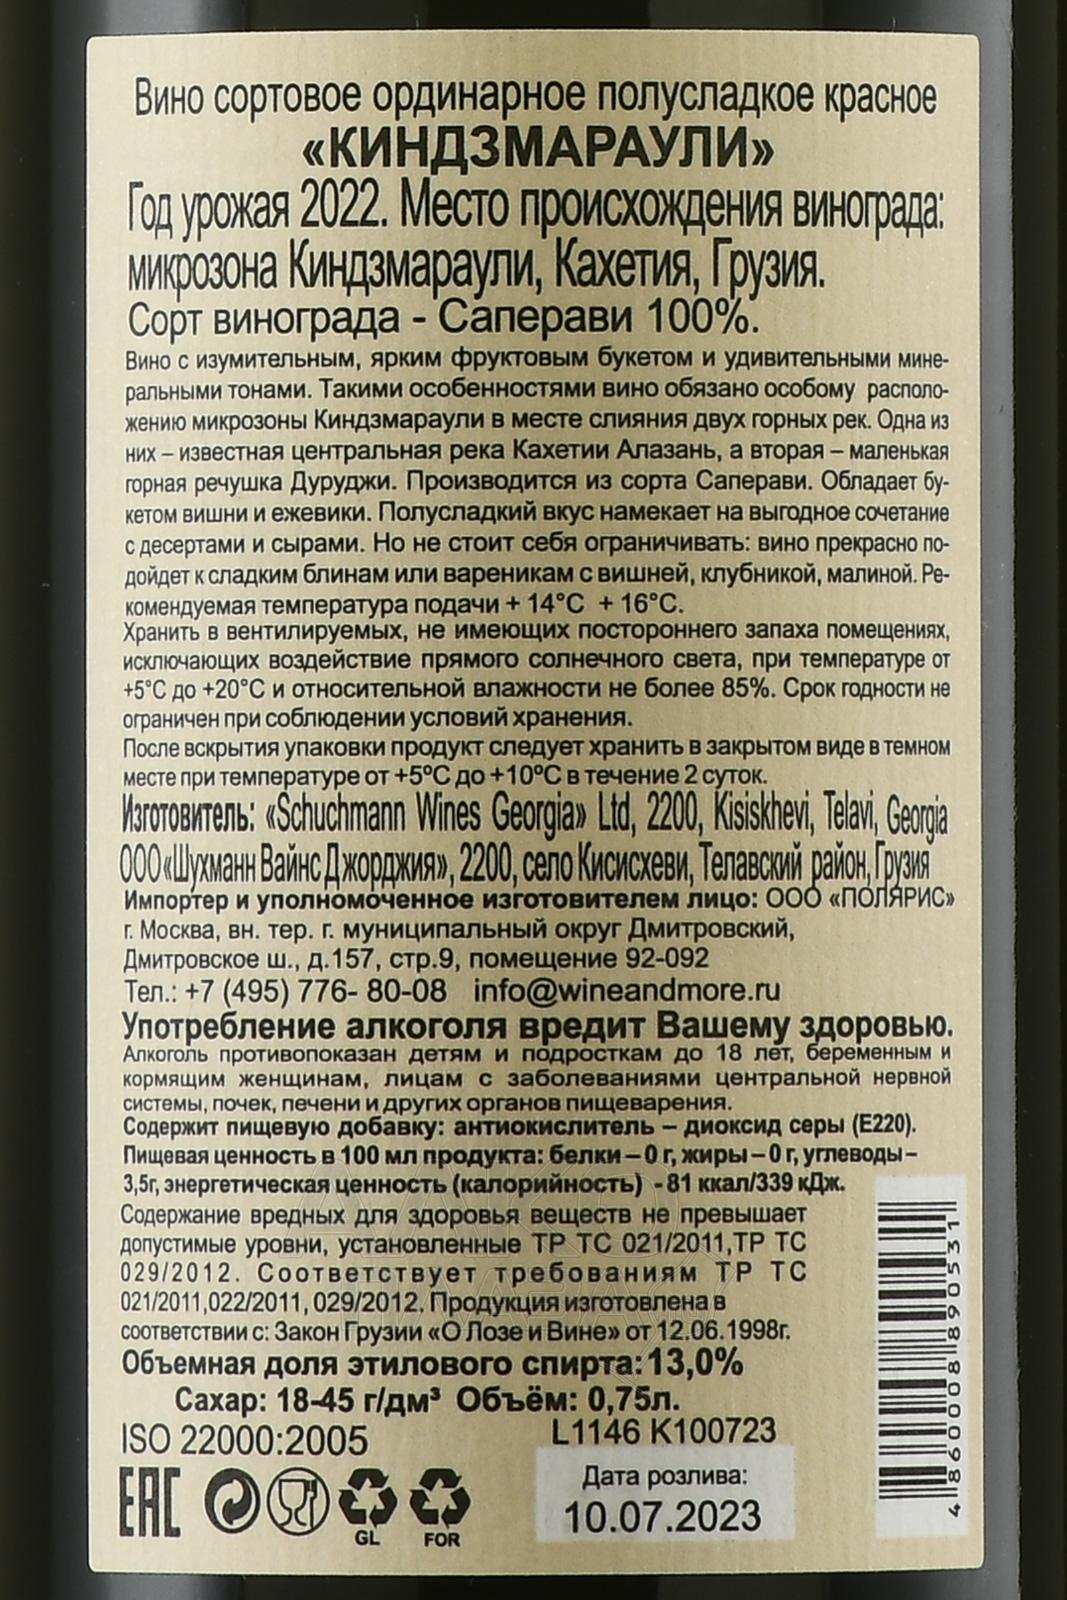 Вино сортовое ординарное полусладкое красное
«КИНДЗМАРАУЛИ»
Год урожая 2022. Место происхождения винограда:
микрозона Киндзмараули, Кахетия, Грузия.
Сорт винограда - Саперави 100%.
Вино с изумительным, ярким фруктовым букетом и удивительными мине-
ральными тонами. Такими особенностями вино обязано особому располо-
жению микрозоны Киндзмараули в месте слияния двух горных рек. Одна из
них – известная центральная река Кахетии Алазань, а вторая – маленькая
горная речушка Дуруджи. Производится из сорта Саперави. Обладает бу-
кетом вишни и ежевики. Полусладкий вкус намекает на выгодное сочетание
с десертами и сырами. Но не стоит себя ограничивать: вино прекрасно по-
дойдет к сладким блинам или вареникам с вишней, клубникой, малиной. Ре-
комендуемая температура подачи + 14°C + 16°C.
Хранить в вентилируемых, не имеющих постороннего запаха помещениях,
исключающих воздействие прямого солнечного света, при температуре от
+5°C до +20°C и относительной влажности не более 85%. Срок годности не
ограничен при соблюдении условий хранения.
После вскрытия упаковки продукт следует хранить в закрытом виде в темном
месте при температуре от +5ºC до +10ºC в течение 2 суток.
Изготовитель: «Schuchmann Wines Georgia» Ltd, 2200, Kisiskhevi, Telavi, Georgia
ООО«Шухманн Вайнс Джорджия», 2200, село Кисисхеви, Телавский район, Грузия
Импортер и уполномоченное изготовителем лицо: ООО «ПОЛЯРИС»
г. Москва, вн. тер. г. муниципальный округ Дмитровский,
Дмитровское ш., д.157, стр.9, помещение 92-092
Тел.: +7 (495) 776- 80-08 info@wineandmore.ru
Употребление алкоголя вредит Вашему здоровью.
Алкоголь противопоказан детям и подросткам до 18 лет, беременным и
кормящим женщинам, лицам с заболеваниями центральной нервной
системы, почек, печени и других органов пищеварения.
Содержит пищевую добавку: антиокислитель – диоксид серы (E220).
Пищевая ценность в 100 мл продукта: белки – 0 г, жиры – 0 г, углеводы –
3,5г, энергетическая ценность (калорийность) - 81 ккал/339 кДж.
Содержание вредных для здоровья веществ не превышает
допустимые уровни, установленные ТР ТС 021/2011,ТР ТС
029/2012. Соответствует требованиям ТР ТС
021/2011,022/2011, 029/2012. Продукция изготовлена в
соответствии с: Закон Грузии «О Лозе и Вине» от 12.06.1998г.
Объемная доля этилового спирта:13,0%
Сахар: 18-45 г/дм³ Объём: 0,75л.
ISO 22000:2005
L1146 K100723
Дата розлива:
10.07.2023
EAC
GL
FOR
4860008890531